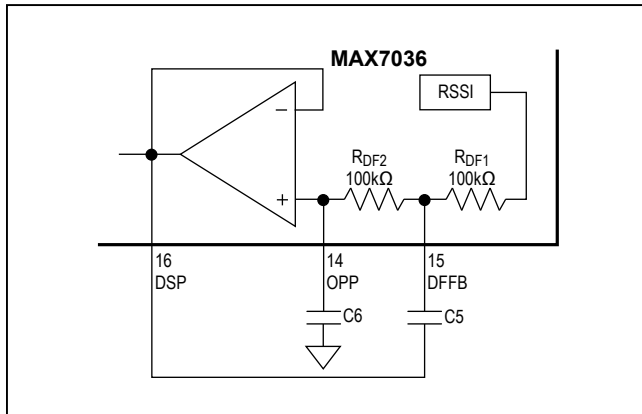 MAX7036
RSSI
−
+
RDF2
100kΩ
RDF1
100kΩ
16
DSP
14
OPP
15
DFFB
C6
C5